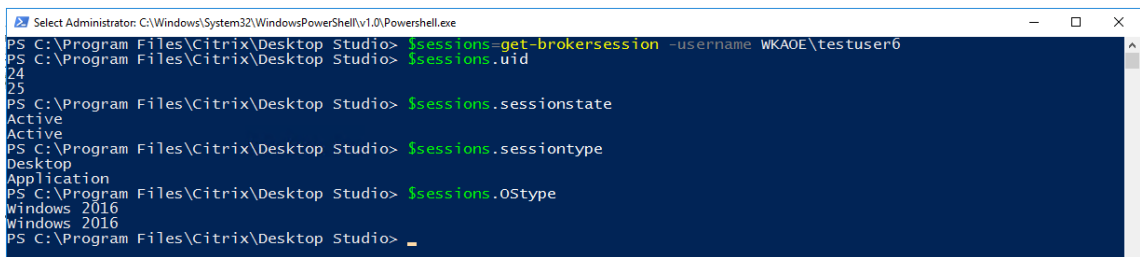 Select Administrator: C:\Windows\System32\WindowsPowerShell\v1.0\Powershell.exe
PS C:\Program Files\Citrix\Desktop Studio> $sessions=get-brokersession -username WKAOE\testuser6
PS C:\Program Files\Citrix\Desktop Studio> $sessions.uid
24
25
PS C:\Program Files\Citrix\Desktop Studio> $sessions.sessionstate
Active
Active
PS C:\Program Files\Citrix\Desktop Studio> $sessions.sessiontype
Desktop
Application
PS C:\Program Files\Citrix\Desktop Studio> $sessions.OStype
Windows 2016
Windows 2016
PS C:\Program Files\Citrix\Desktop Studio>